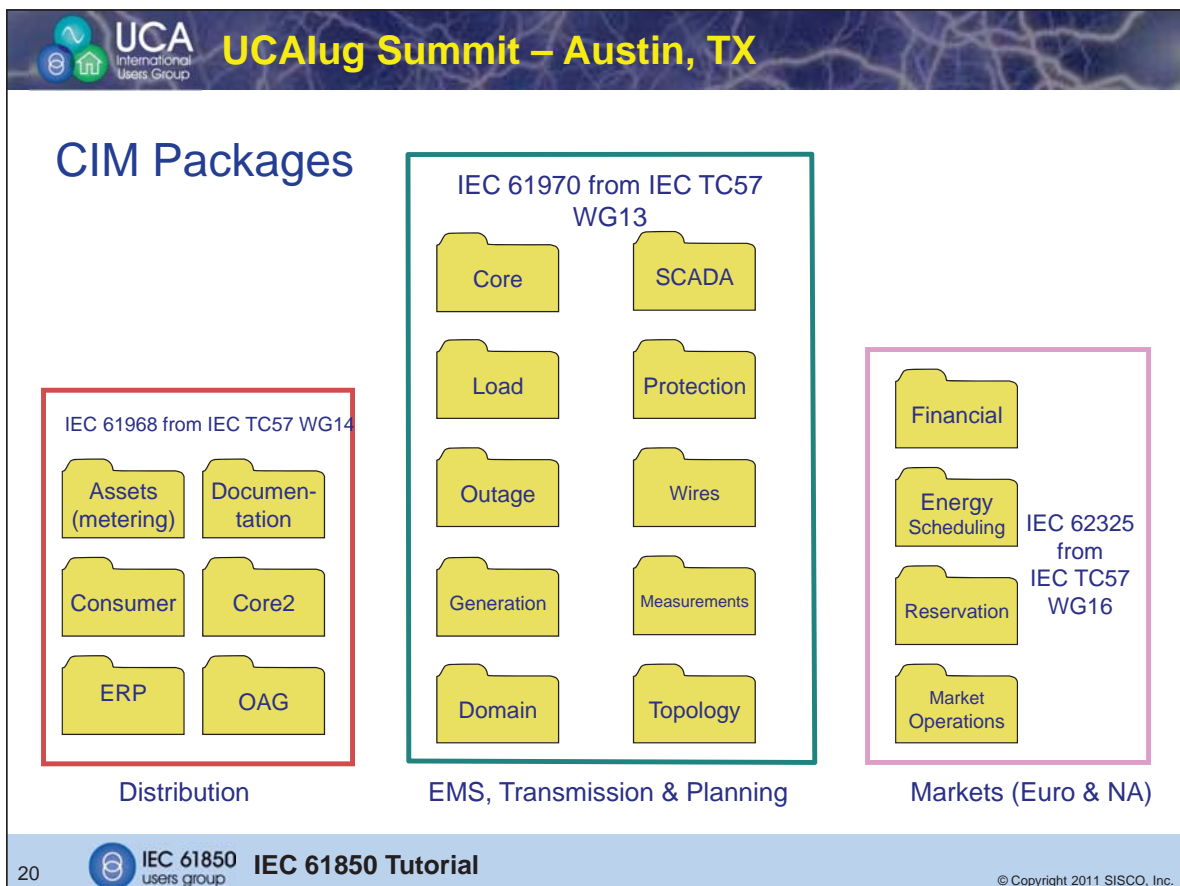 UCA
International
Users Group
UCAIug Summit – Austin, TX
CIM Packages
IEC 61970 from IEC TC57
WG13
Core
SCADA
Load
Protection
Outage
Wires
Generation
Measurements
Domain
Topology
IEC 61968 from IEC TC57 WG14
Assets
(metering)
Documen-
tation
Consumer
Core2
ERP
OAG
Financial
Energy
Scheduling
Reservation
Market
Operations
IEC 62325
from
IEC TC57
WG16
Distribution
EMS, Transmission & Planning
Markets (Euro & NA)
20
IEC 61850
users group
IEC 61850 Tutorial
© Copyright 2011 SISCO, Inc.